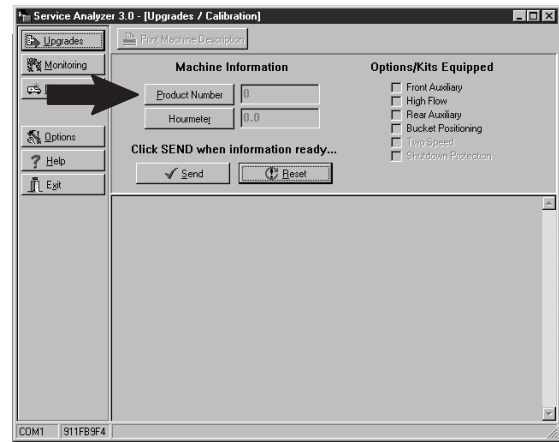 Service Analyzer 3.0 - [Upgrades / Calibration]
Upgrades
Print Machine Description
Monitoring
Machine Information
Options/Kits Equipped
Product Number
0
Front Auxiliary
High Flow
Hourmeter
0.0
Rear Auxiliary
Bucket Positioning
Options
Two Speed
Click SEND when information ready...
Shutdown Protection
Help
Send
Reset
Exit
COM1
911FB9F4